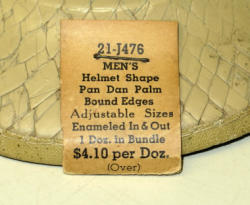 21-J476
MEN'S
Helmet Shape
Pan Dan Palm
Bound Edges
Adjustable Sizes
Enameled In & Out
1 Doz. in Bundle
$4.10 per Doz.
(Over)